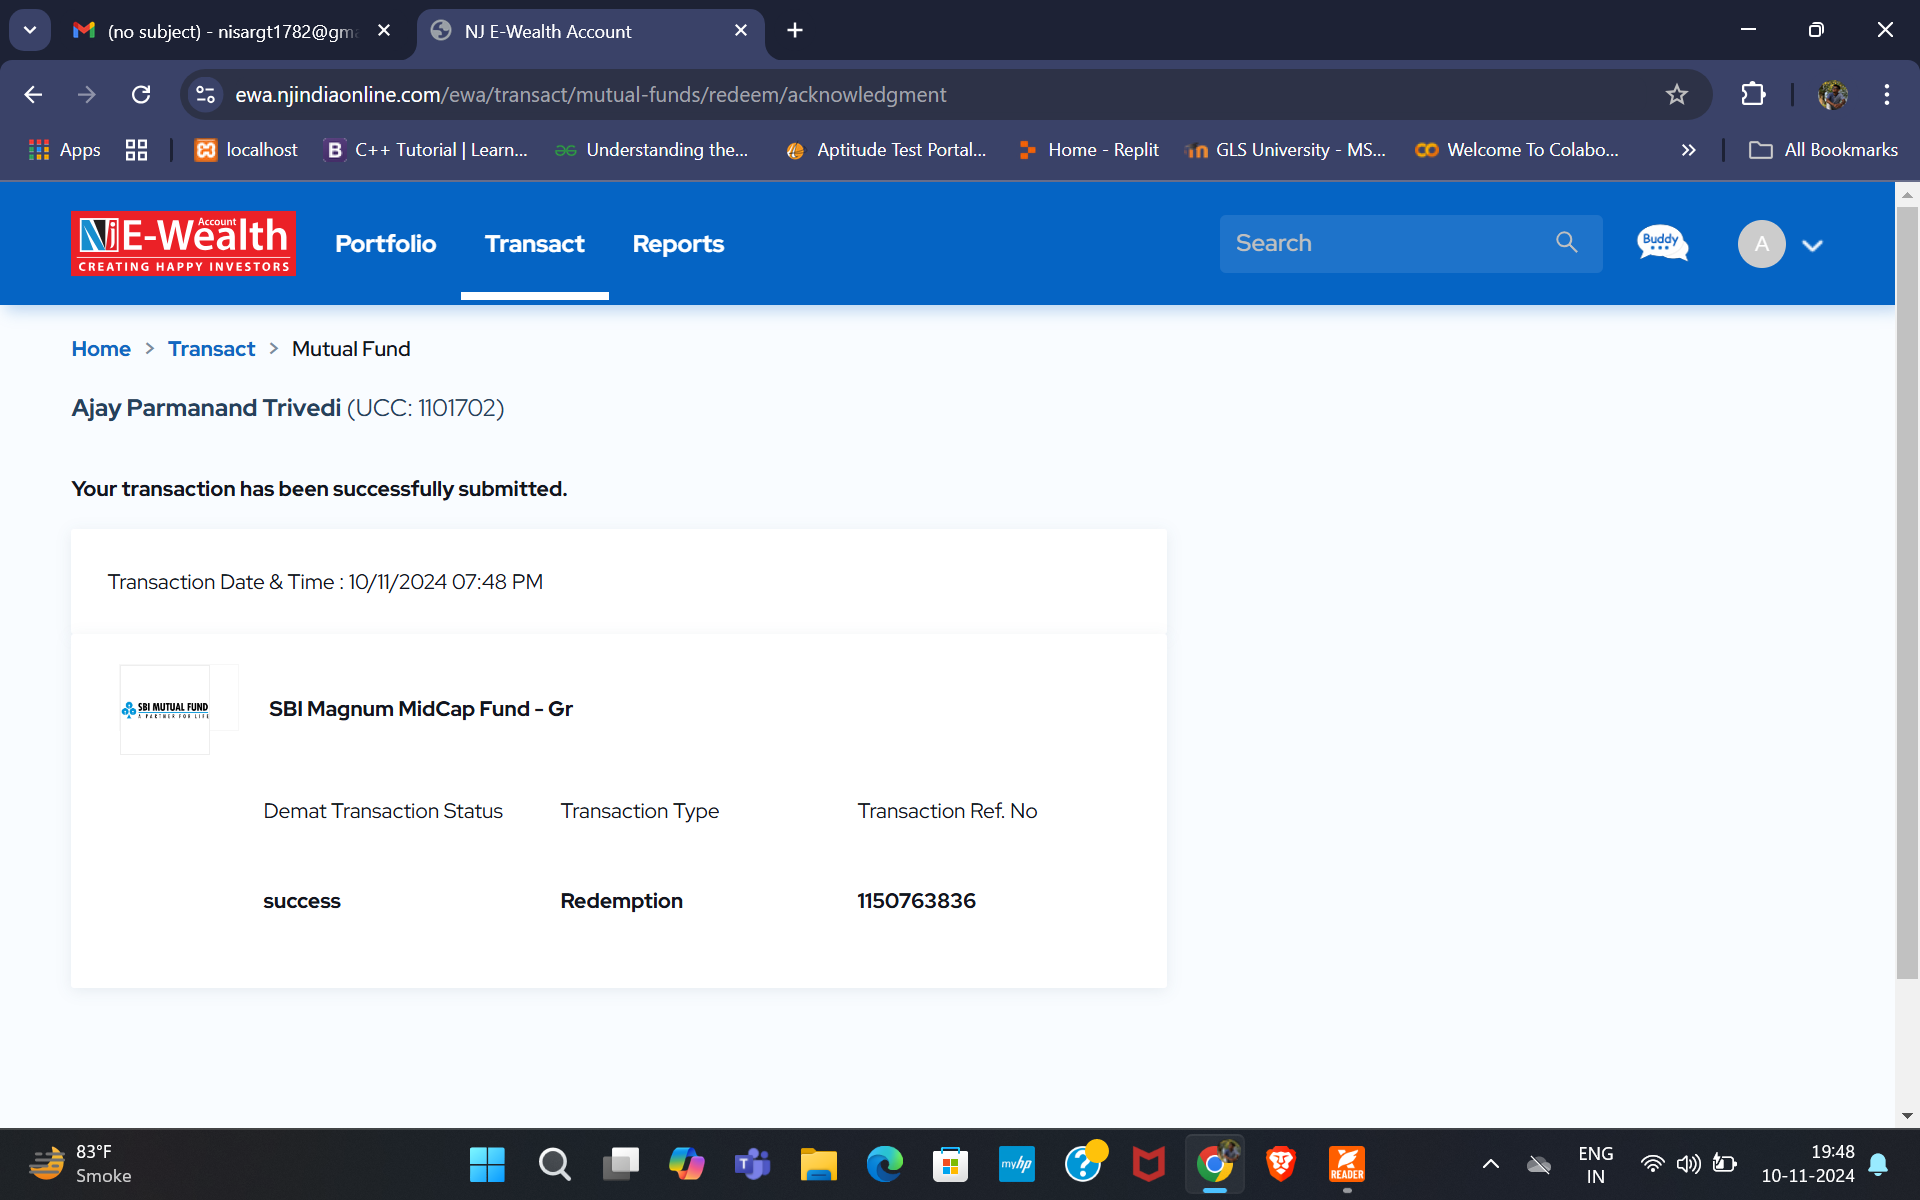 (no subject) - nisargt1782@gma
NJ E-Wealth Account
ewa.njindiaonline.com/ewa/transact/mutual-funds/redeem/acknowledgment
Apps
localhost
B C++ Tutorial | Learn...
Understanding the...
Aptitude Test Portal...
Home - Replit
GLS University - MS...
Welcome To Colabo...
All Bookmarks
NJ E-Wealth Account
CREATING HAPPY INVESTORS
Portfolio
Transact
Reports
Search
Buddy
A
Home > Transact > Mutual Fund
Ajay Parmanand Trivedi (UCC: 1101702)
Your transaction has been successfully submitted.
Transaction Date & Time : 10/11/2024 07:48 PM
SBI MUTUAL FUND
A PARTNER FOR LIFE
SBI Magnum MidCap Fund - Gr
Demat Transaction Status Transaction Type Transaction Ref. No
success Redemption 1150763836
83°F
Smoke
myhp
READER
ENG
IN
19:48
10-11-2024